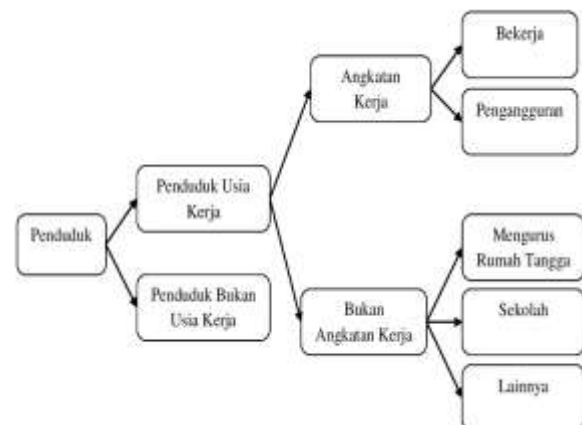 Penduduk
Penduduk Usia
Kerja
Penduduk Bukan
Usia Kerja
Angkatan
Kerja
Bukan
Angkatan Kerja
Bekerja
Pengangguran
Mengurus
Rumah Tangga
Sekolah
Lainnya